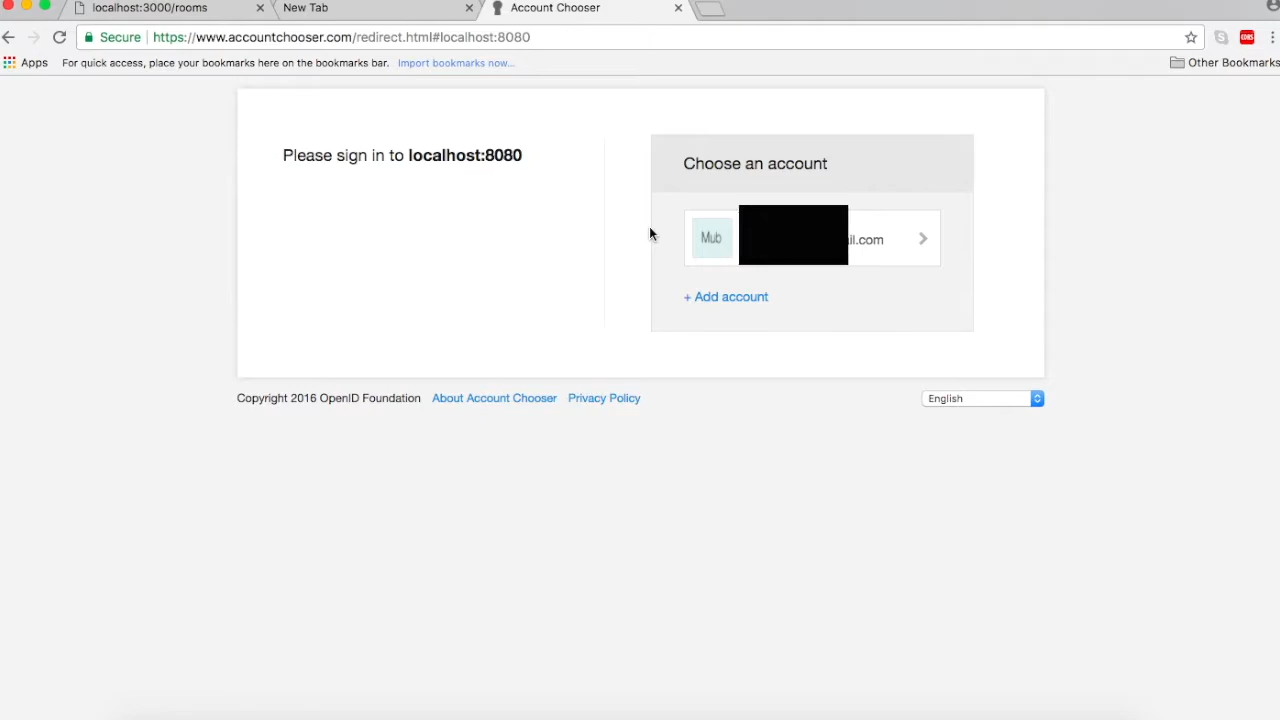 localhost:3000/rooms
New Tab
Account Chooser
Secure
https://www.accountchooser.com/redirect.html#localhost:8080
CORS
Apps
For quick access, place your bookmarks here on the bookmarks bar.
Import bookmarks now...
Other Bookmarks
Please sign in to localhost:8080
Choose an account
Mub
il.com
+ Add account
Copyright 2016 OpenID Foundation
About Account Chooser
Privacy Policy
English